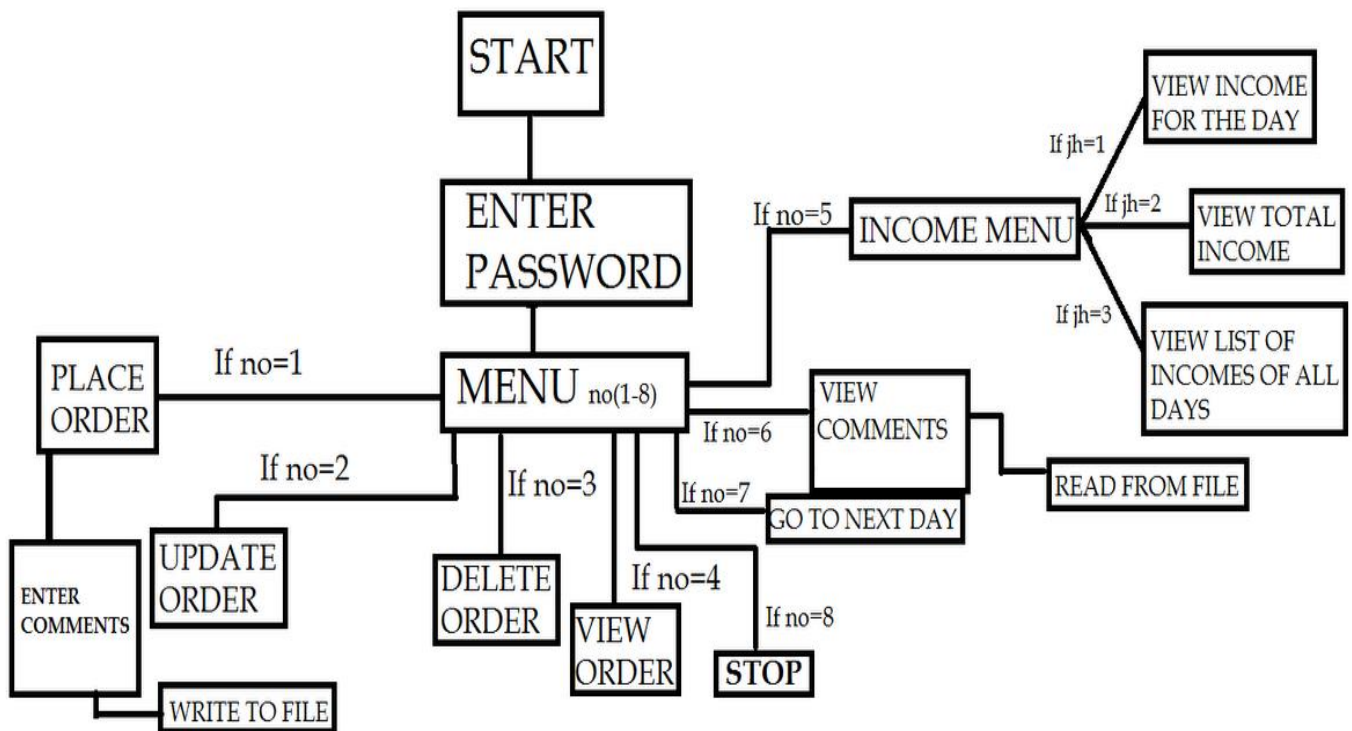 START
ENTER
PASSWORD
MENU no(1-8)
If no=1
PLACE
ORDER
ENTER
COMMENTS
WRITE TO FILE
If no=2
UPDATE
ORDER
If no=3
DELETE
ORDER
If no=4
VIEW
ORDER
If no=5
INCOME MENU
If jh=1
VIEW INCOME
FOR THE DAY
If jh=2
VIEW TOTAL
INCOME
If jh=3
VIEW LIST OF
INCOMES OF ALL
DAYS
If no=6
VIEW
COMMENTS
READ FROM FILE
If no=7
GO TO NEXT DAY
If no=8
STOP